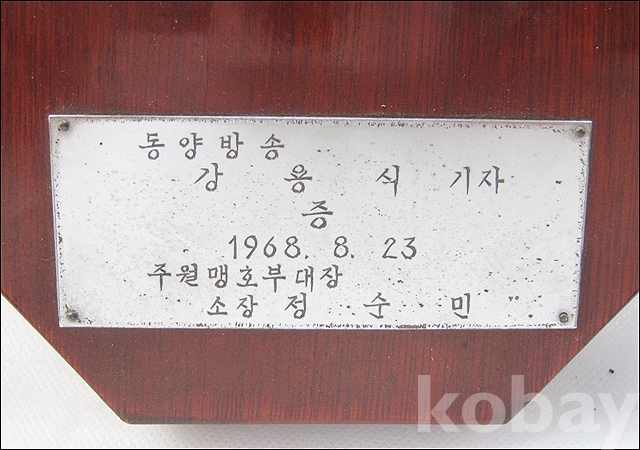 동양방송
강 용 식 기자
증
1968. 8. 23
주월맹호부대장
소장 정 순 민
kobay